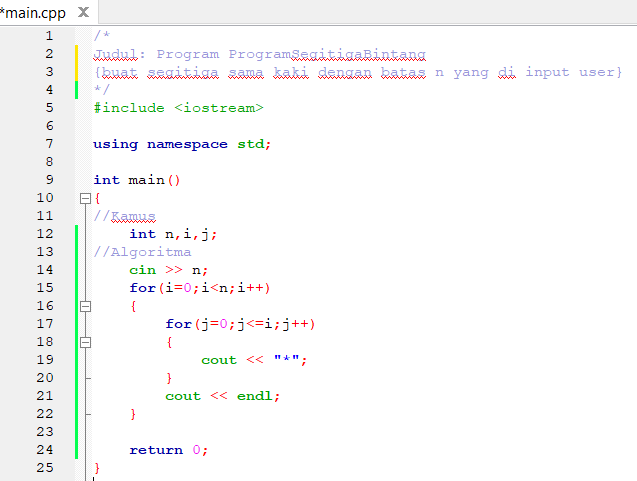 *main.cpp X
1 /*
2 Judul: Program ProgramSegitigaBintang
3 {buat segitiga sama kaki dengan batas n yang di input user}
4 */
5 #include <iostream>
6
7 using namespace std;
8
9 int main()
10 {
11 //Kamus
12 int n,i,j;
13 //Algoritma
14 cin >> n;
15 for(i=0;i<n;i++)
16 {
17 for(j=0;j<=i;j++)
18 {
19 cout << "*";
20 }
21 cout << endl;
22 }
23
24 return 0;
25 }